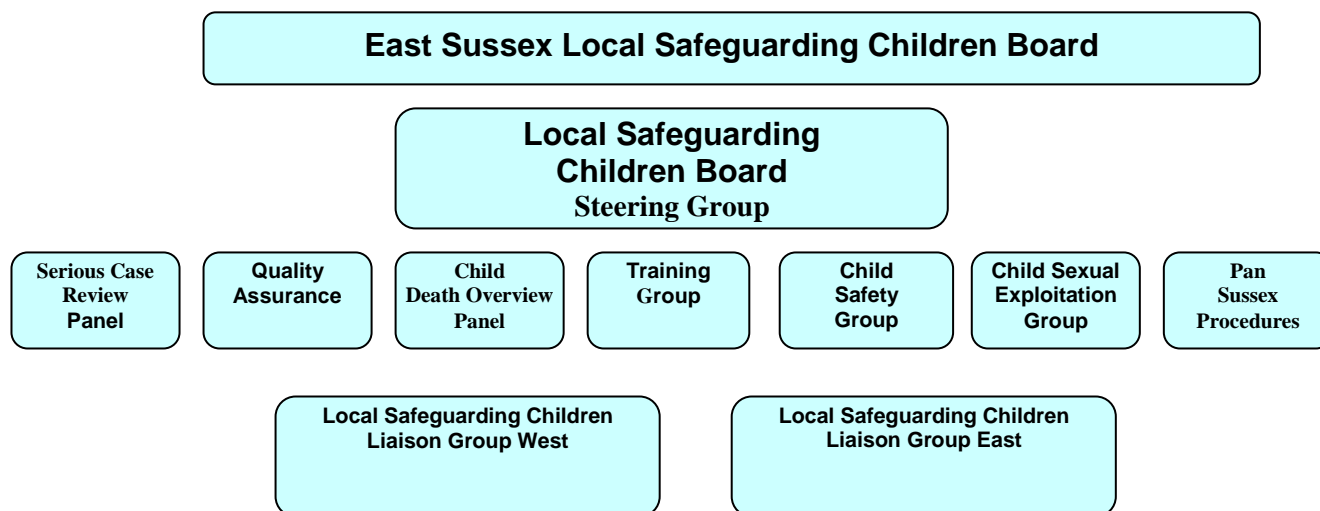 East Sussex Local Safeguarding Children Board
Local Safeguarding
Children Board
Steering Group
Serious Case
Review
Panel
Quality
Assurance
Child
Death Overview
Panel
Training
Group
Child
Safety
Group
Child Sexual
Exploitation
Group
Pan
Sussex
Procedures
Local Safeguarding Children
Liaison Group West
Local Safeguarding Children
Liaison Group East